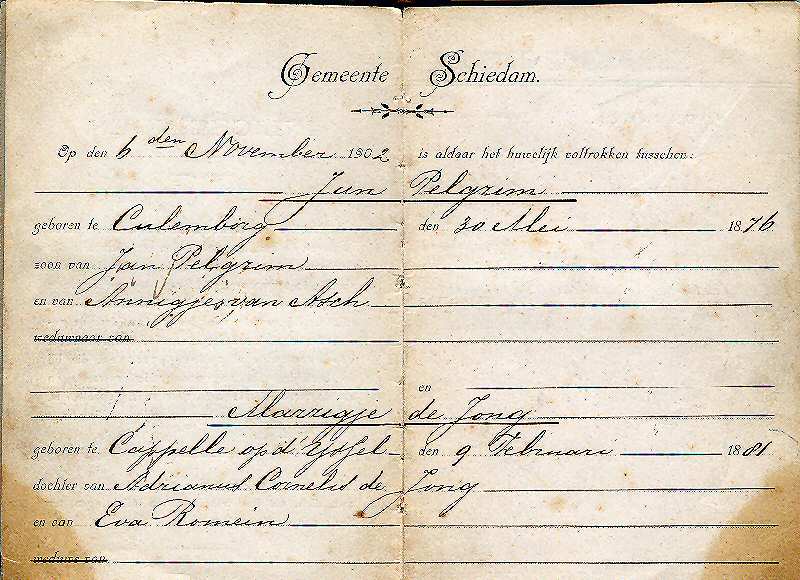 Gemeente Schiedam.
Op den 6 den November 1902 is aldaar het huwelijk voltrokken tusschen:
Jan Pelgrim
geboren te Culemborg den 30 Mei 1876
zoon van Jan Pelgrim
en van Annigje van Asch
weduwnaar van
en
Marrigje de Jong
geboren te Cappelle op d' Yssel den 9 Februari 1881
dochter van Adrianus Cornelis de Jong
en van Eva Romein
weduwe van